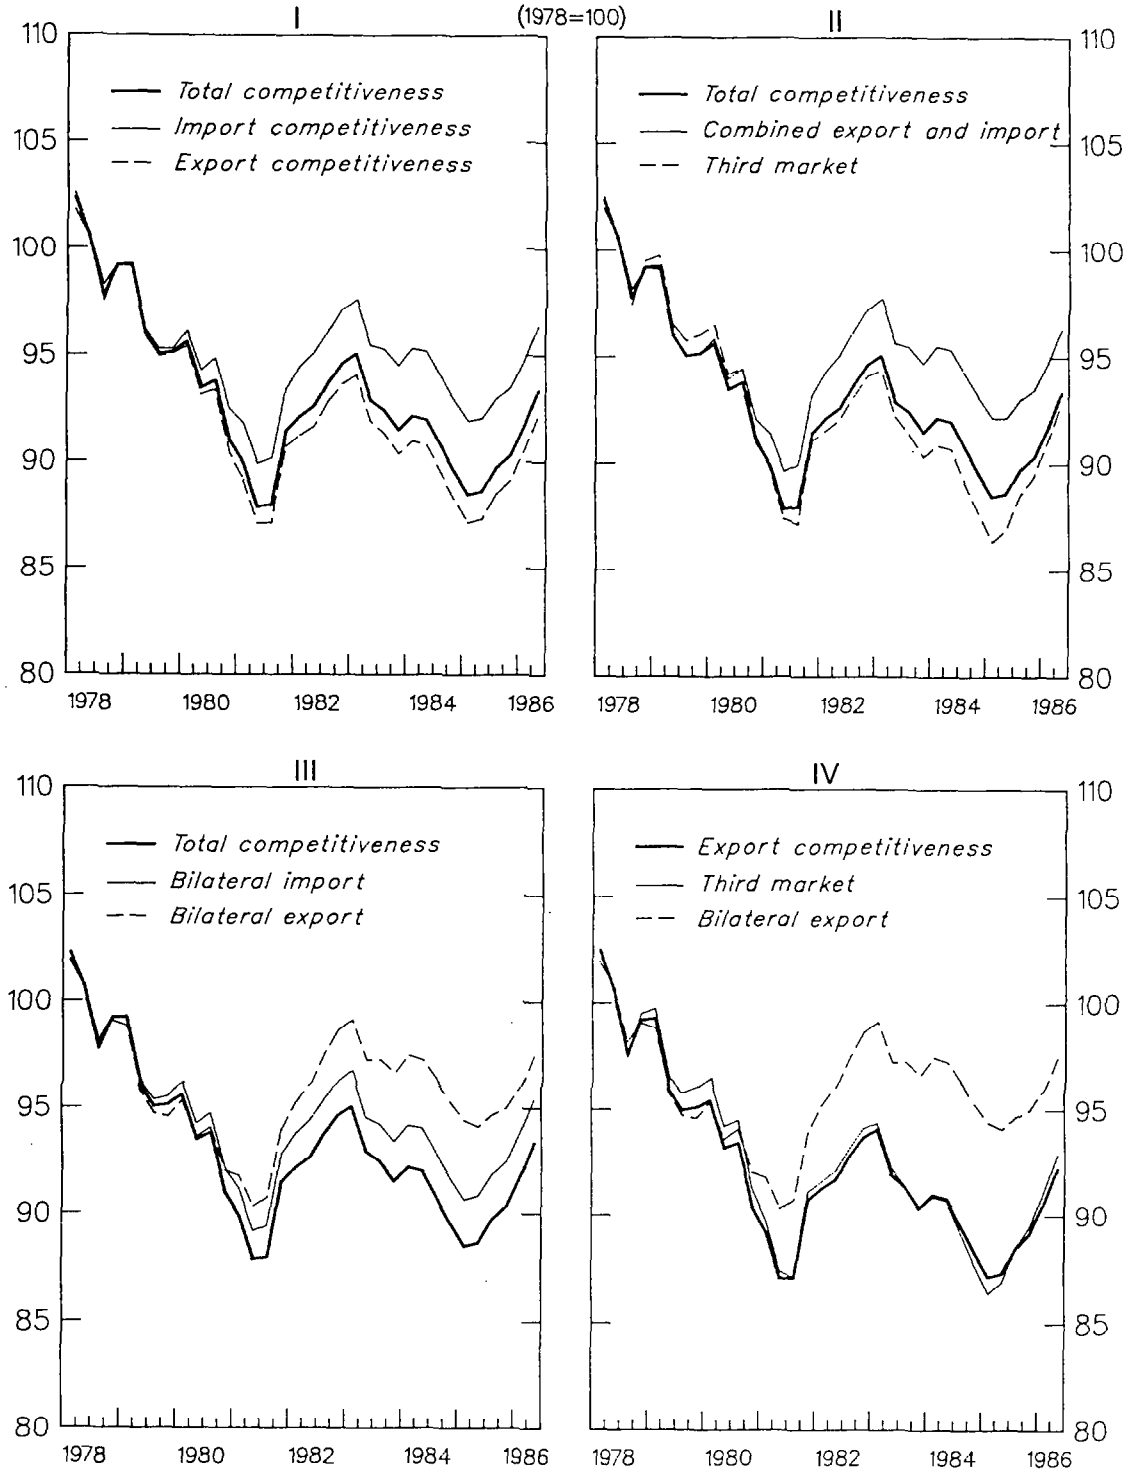 I (1978=100) II
110 110
Total competitiveness
Import competitiveness
Export competitiveness
105
100
95
90
85
80
1978 1980 1982 1984 1986
Total competitiveness
Combined export and import
Third market
105
100
95
90
85
80
1978 1980 1982 1984 1986
III
110
Total competitiveness
Bilateral import
Bilateral export
105
100
95
90
85
80
1978 1980 1982 1984 1986
IV
110
Export competitiveness
Third market
Bilateral export
105
100
95
90
85
80
1978 1980 1982 1984 1986